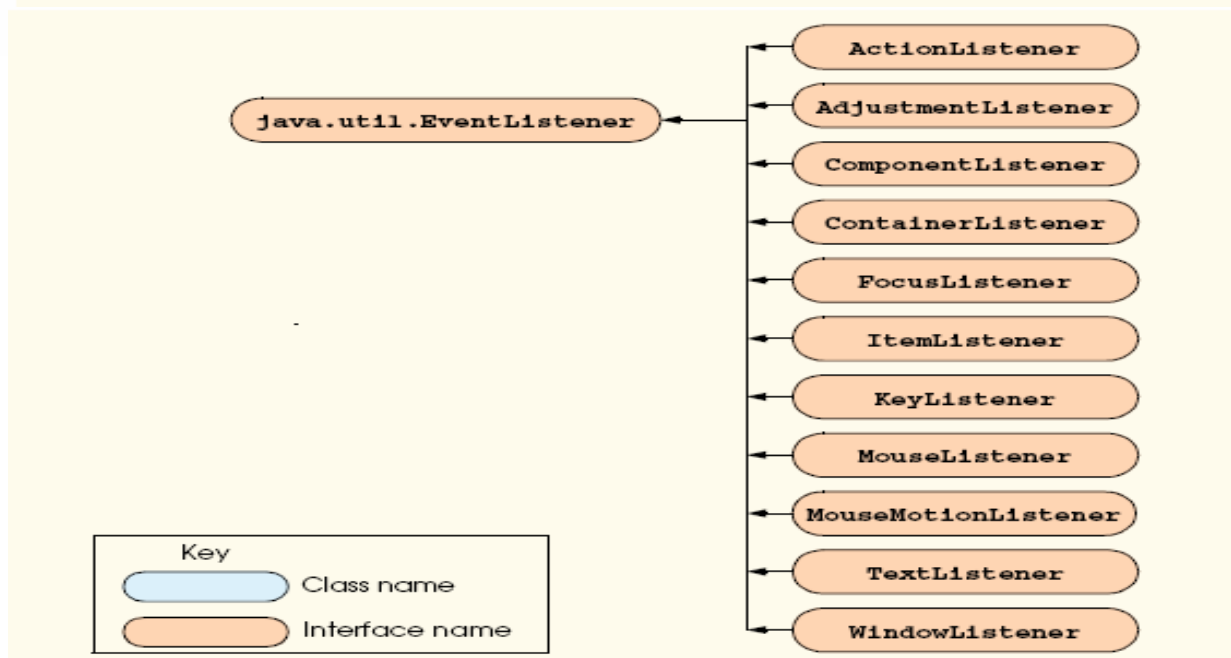 ActionListener
AdjustmentListener
java.util.EventListener
ComponentListener
ContainerListener
FocusListener
ItemListener
KeyListener
MouseListener
MouseMotionListener
TextListener
WindowListener
Key
Class name
Interface name